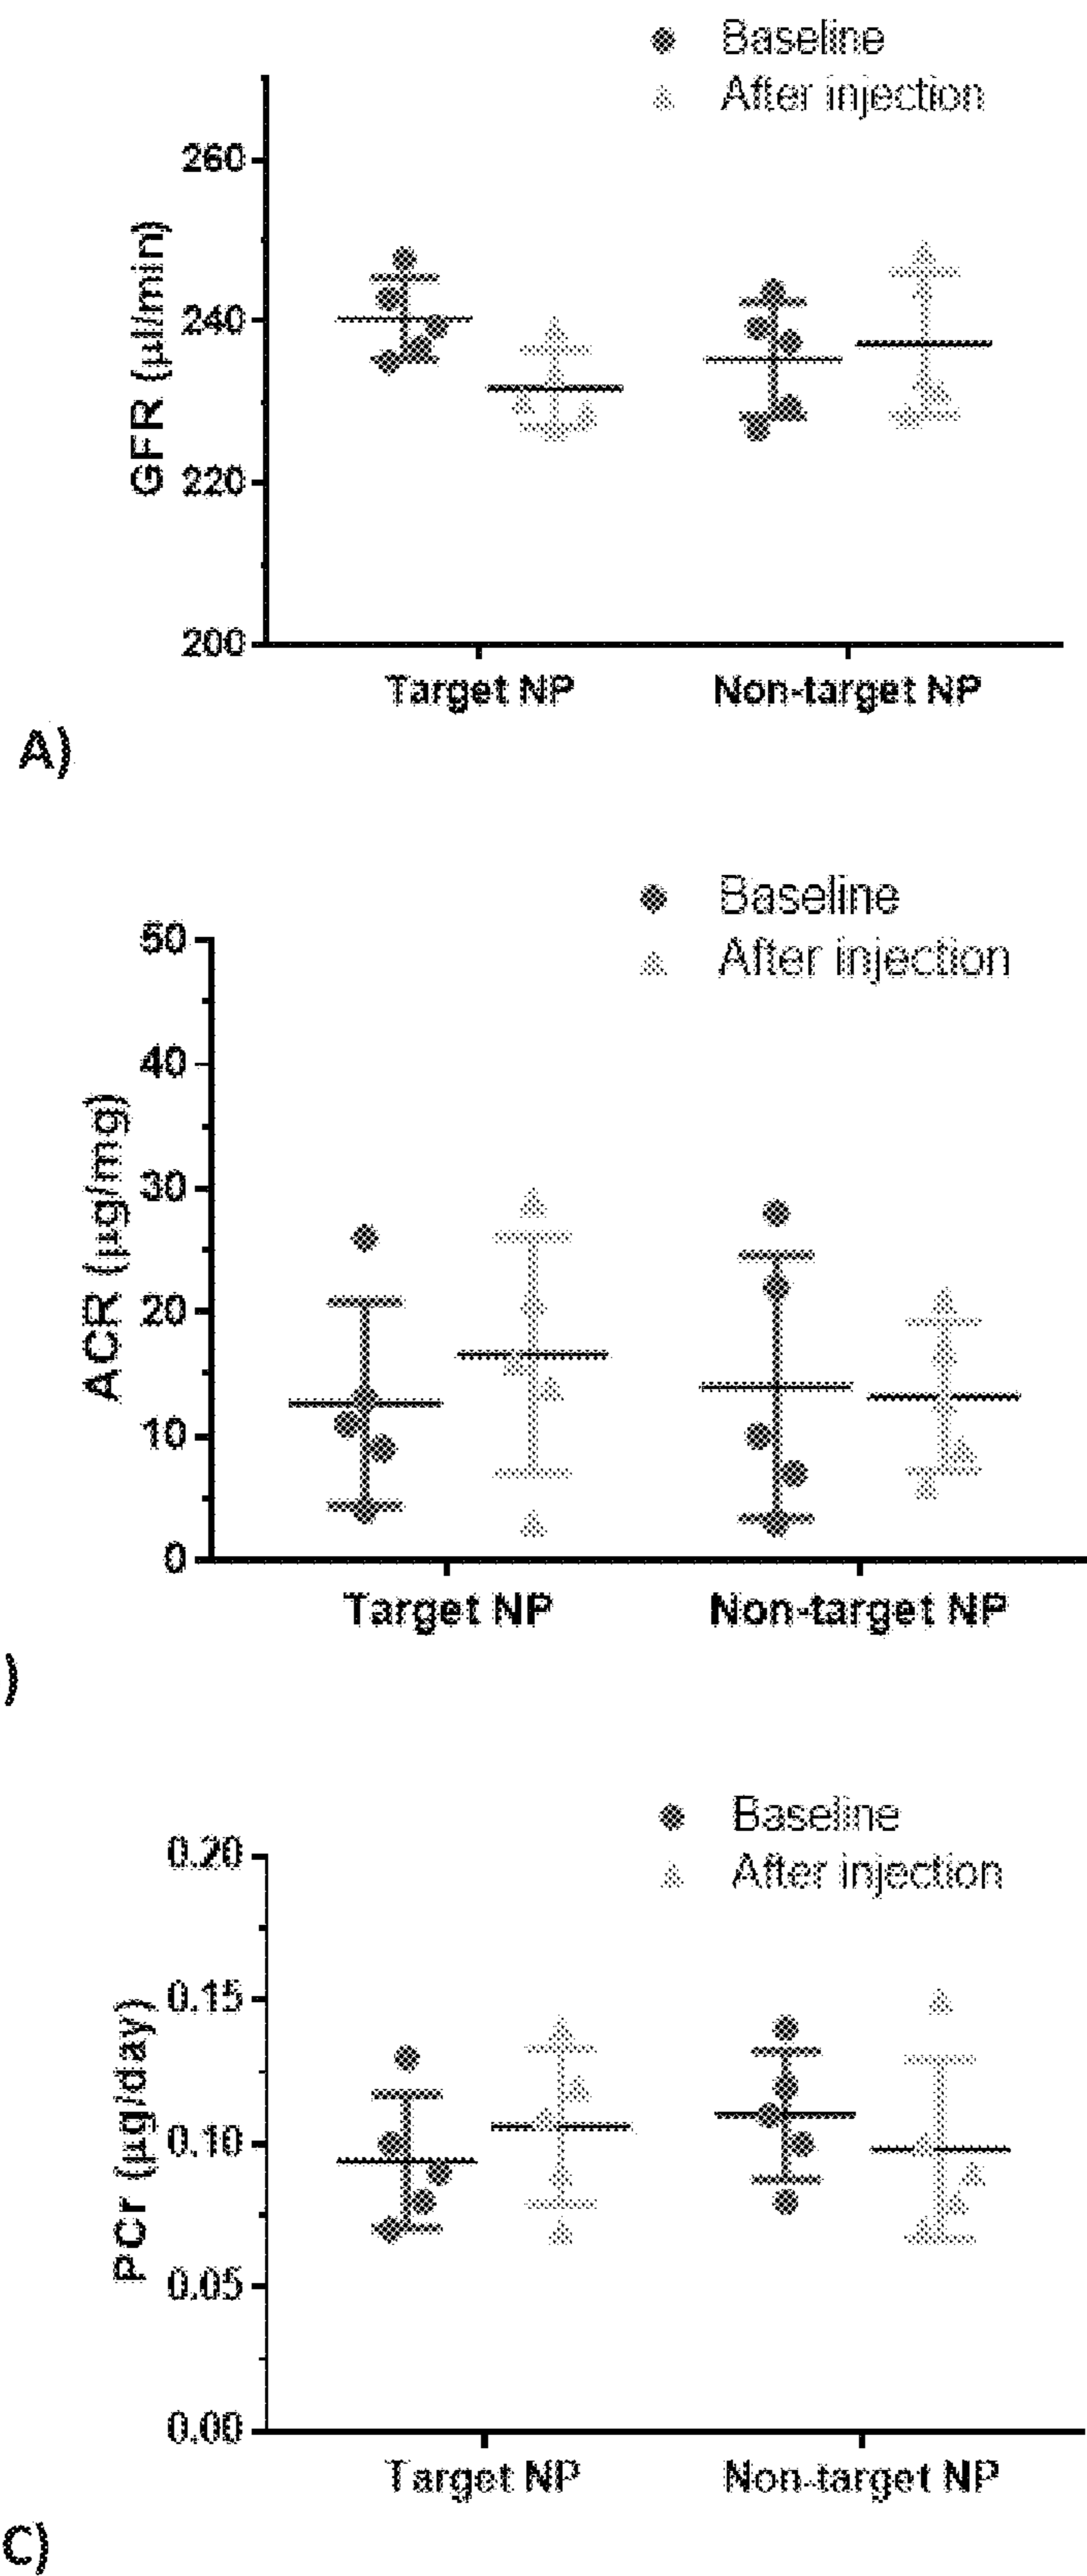 Baseline
After injection
260
240
220
200
GFR (µl/min)
Target NP
Non-target NP
A)
Baseline
After injection
50
40
30
20
10
0
ACR (µg/mg)
Target NP
Non-target NP
)
Baseline
After injection
0.20
0.15
0.10
0.05
0.00
PCr (µg/day)
Target NP
Non-target NP
C)